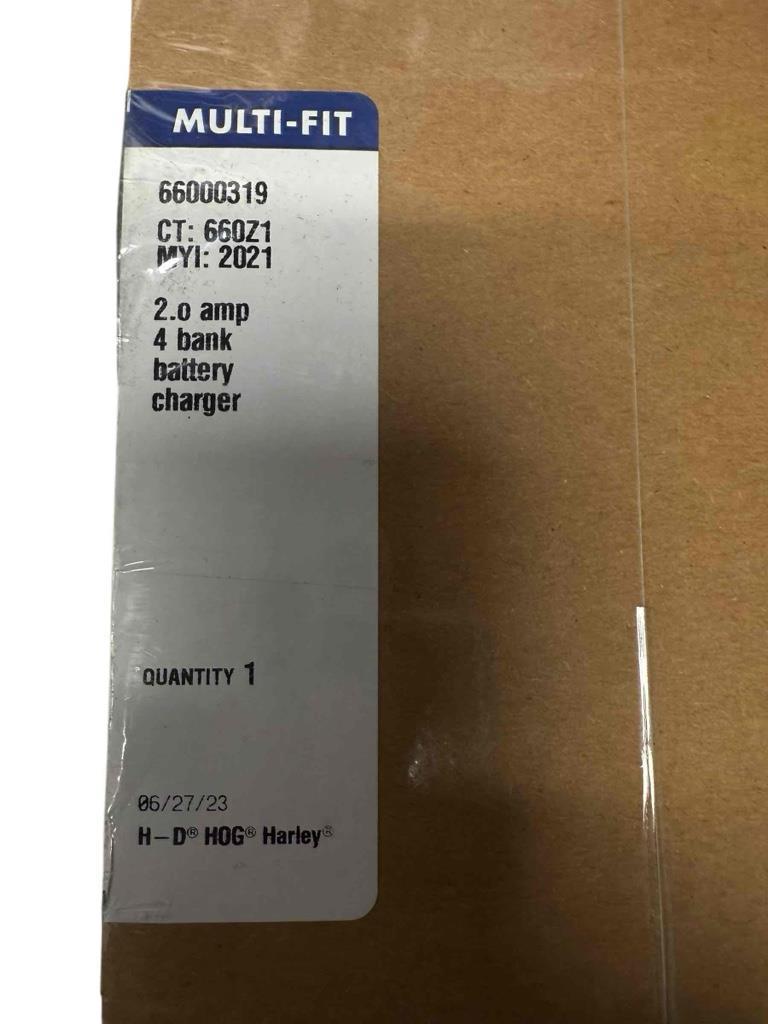 MULTI-FIT
66000319
CT: 660Z1
MYI: 2021
2.o amp
4 bank
battery
charger
QUANTITY 1
06/27/23
H-D® HOG® Harley®